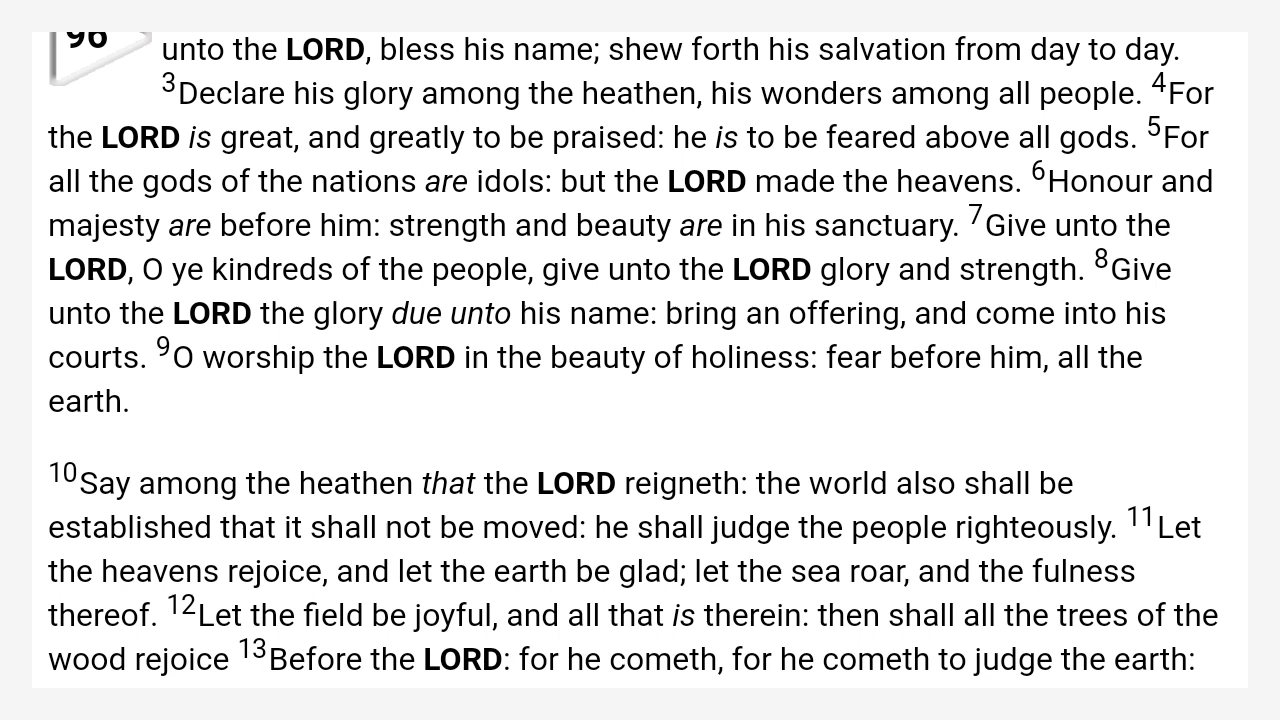 96
unto the LORD, bless his name; shew forth his salvation from day to day.
3Declare his glory among the heathen, his wonders among all people. 4For
the LORD is great, and greatly to be praised: he is to be feared above all gods. 5For
all the gods of the nations are idols: but the LORD made the heavens. 6Honour and
majesty are before him: strength and beauty are in his sanctuary. 7Give unto the
LORD, O ye kindreds of the people, give unto the LORD glory and strength. 8Give
unto the LORD the glory due unto his name: bring an offering, and come into his
courts. 9O worship the LORD in the beauty of holiness: fear before him, all the
earth.
10Say among the heathen that the LORD reigneth: the world also shall be
established that it shall not be moved: he shall judge the people righteously. 11Let
the heavens rejoice, and let the earth be glad; let the sea roar, and the fulness
thereof. 12Let the field be joyful, and all that is therein: then shall all the trees of the
wood rejoice 13Before the LORD: for he cometh, for he cometh to judge the earth: